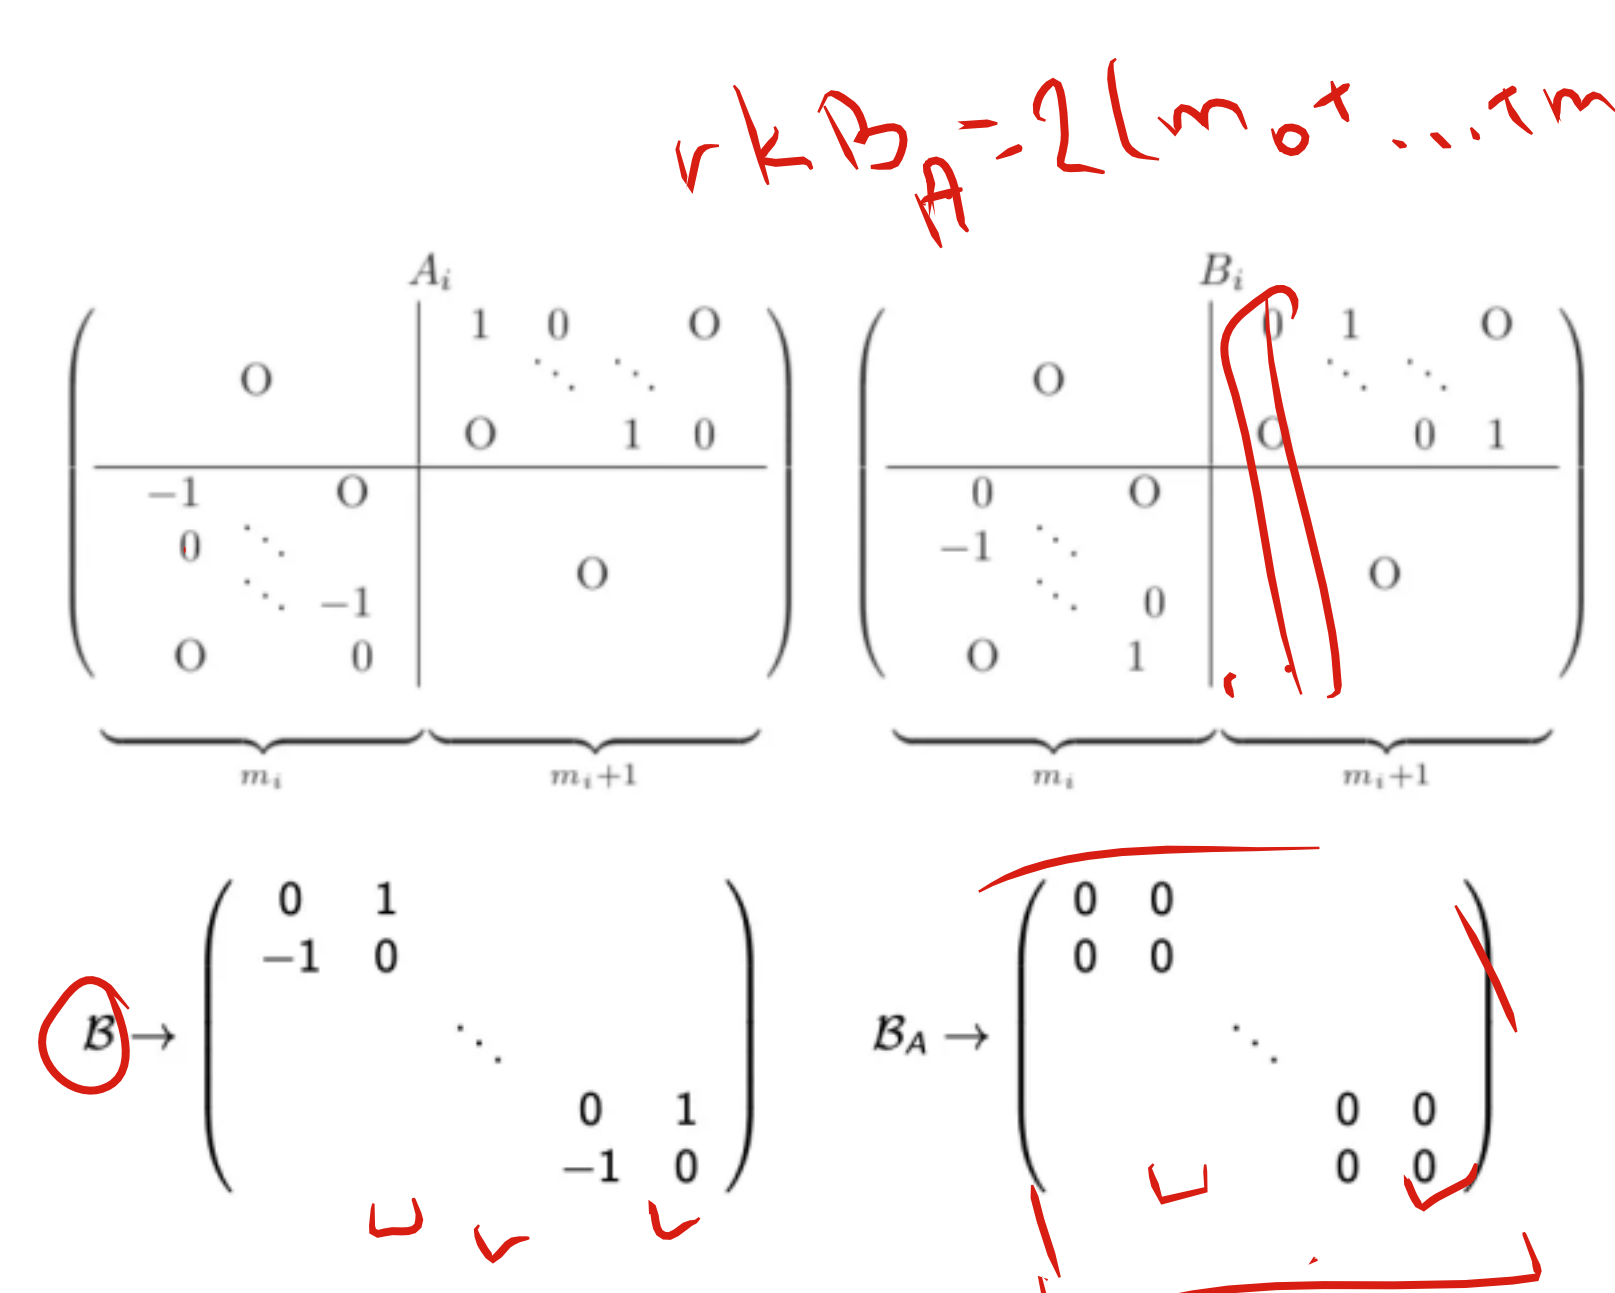 rk B_A = 2(m_0 + ... + m
A_i B_i
1 0 O 0 1 O
O ⋱ ⋱ O ⋱ ⋱
O 1 0 O 0 1
−1 O 0 O
0 ⋱ −1 ⋱
O O
⋱ −1 ⋱ 0
O 0 O 1
m_i m_i+1 m_i m_i+1
0 1 0 0
−1 0 0 0
B → ⋱ B_A → ⋱
0 1 0 0
−1 0 0 0